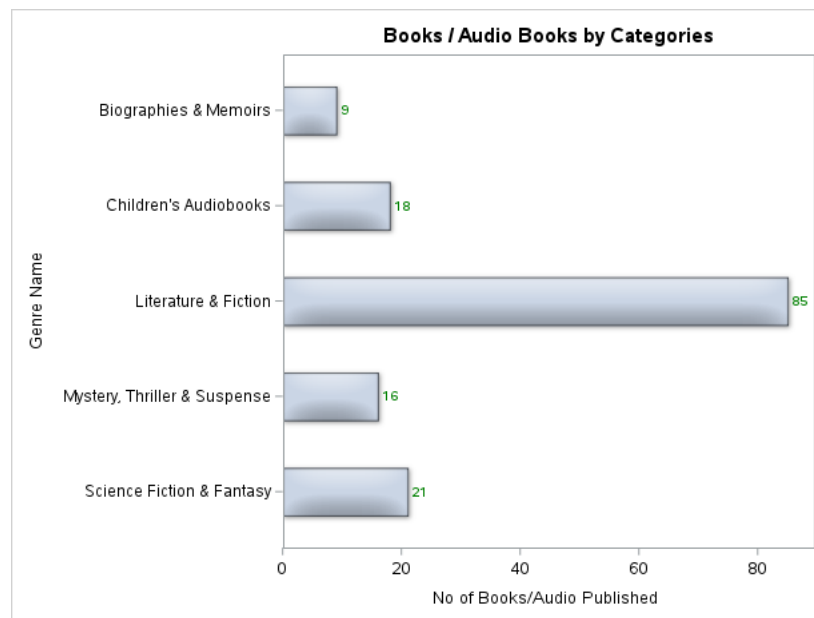 Books / Audio Books by Categories
Genre Name
Biographies & Memoirs
9
Children's Audiobooks
18
Literature & Fiction
85
Mystery, Thriller & Suspense
16
Science Fiction & Fantasy
21
0 20 40 60 80
No of Books/Audio Published